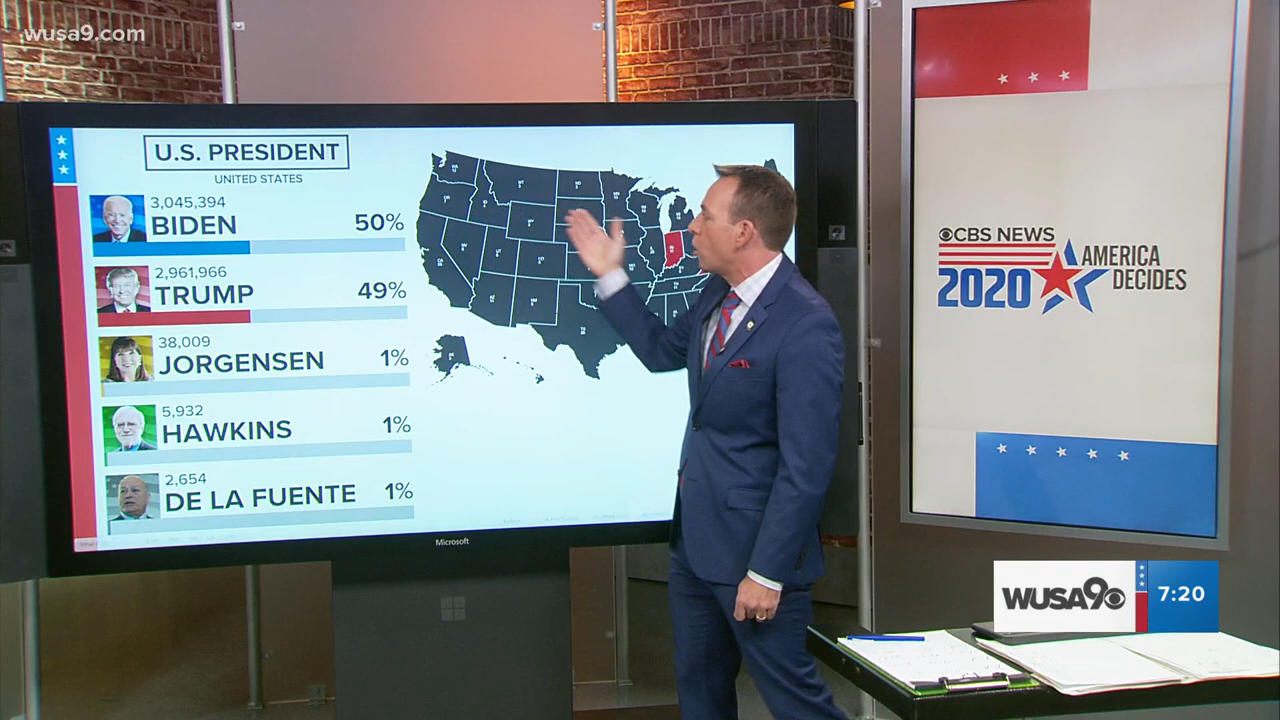 wusa9.com
U.S. PRESIDENT
UNITED STATES
3,045,394
BIDEN 50%
2,961,966
TRUMP 49%
38,009
JORGENSEN 1%
5,932
HAWKINS 1%
2,654
DE LA FUENTE 1%
Microsoft
CBS NEWS
2020
AMERICA
DECIDES
WUSA9
7:20